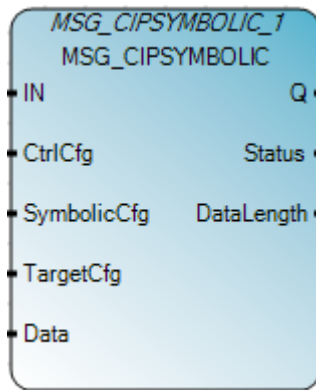 MSG_CIPSYMBOLIC_1
MSG_CIPSYMBOLIC
IN Q
CtrlCfg Status
SymbolicCfg DataLength
TargetCfg
Data